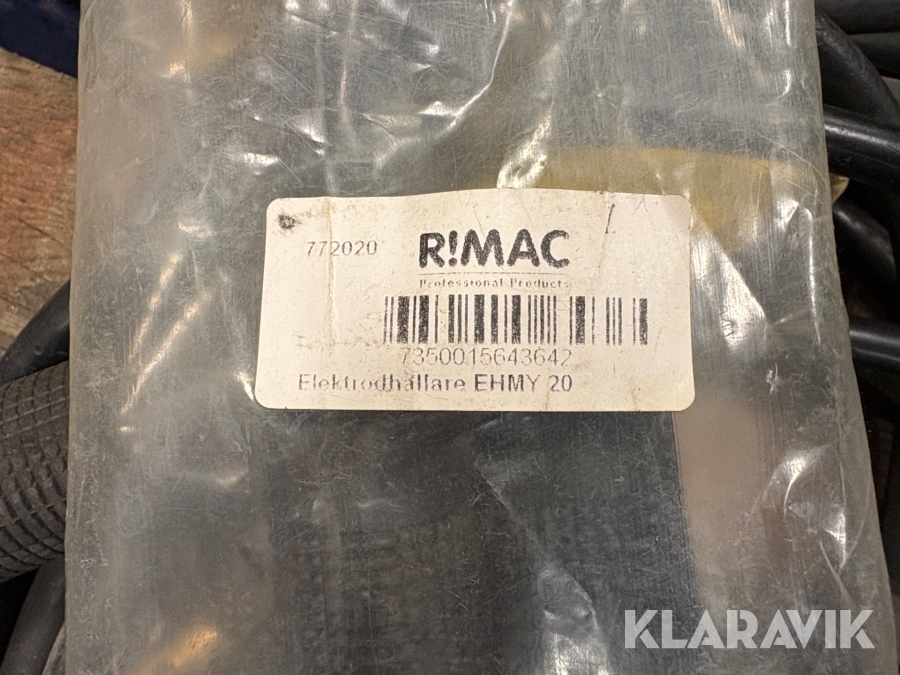 772020
R!MAC
Professional Products
7350015643642
Elektrodhållare EHMY 20
KLARAVIK